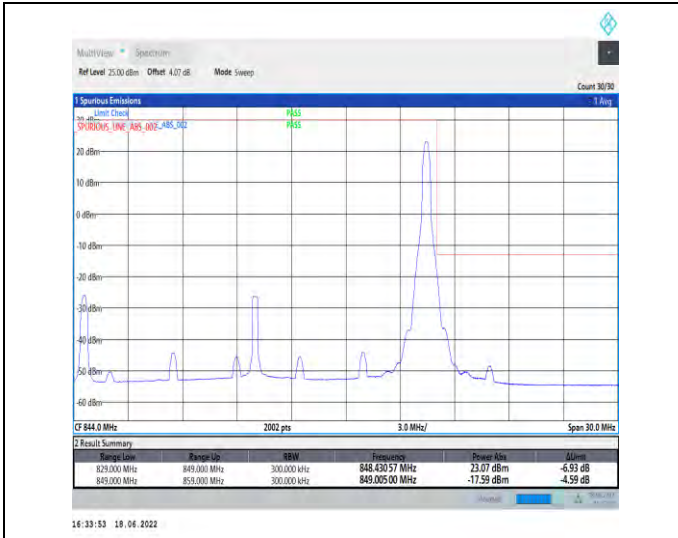 MultiView Spectrum
Ref Level 25.00 dBm Offset 4.07 dB Mode Sweep
Count 30/30
1 Spurious Emissions 1 Avg
Limit Check PASS
_SPURIOUS_LINE_ABS_002 _ABS_002 PASS
20 dBm
10 dBm
0 dBm
-10 dBm
-20 dBm
-30 dBm
-40 dBm
-50 dBm
-60 dBm
CF 844.0 MHz 2002 pts 3.0 MHz/ Span 30.0 MHz
2 Result Summary
Range Low Range Up RBW Frequency Power Abs ΔLimit
829.000 MHz 849.000 MHz 300.000 kHz 848.43057 MHz 23.07 dBm -6.93 dB
849.000 MHz 859.000 MHz 300.000 kHz 849.00500 MHz -17.59 dBm -4.59 dB
16:33:53 18.06.2022